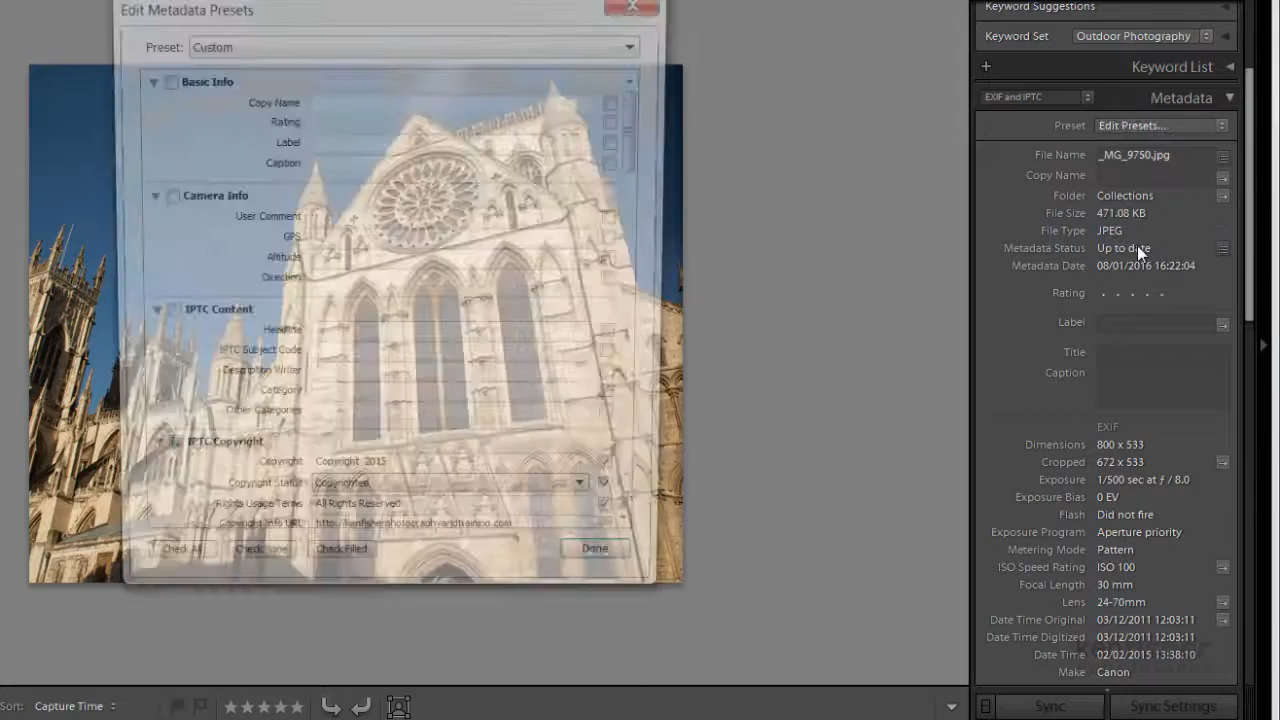 Edit Metadata Presets
Preset: Custom
Basic Info
Copy Name
Rating
Label
Caption
Camera Info
User Comment
GPS
Altitude
Direction
IPTC Content
Headline
IPTC Subject Code
Description Writer
Category
Other Categories
IPTC Copyright
Copyright Copyright 2015
Copyright Status Copyrighted
Rights Usage Terms All Rights Reserved
Copyright Info URL
Check All Check None Check Filled Done
Keyword Suggestions
Keyword Set Outdoor Photography
+ Keyword List
EXIF and IPTC Metadata
Preset Edit Presets...
File Name _MG_9750.jpg
Copy Name
Folder Collections
File Size 471.08 KB
File Type JPEG
Metadata Status Up to date
Metadata Date 08/01/2016 16:22:04
Rating . . . . .
Label
Title
Caption
EXIF
Dimensions 800 x 533
Cropped 672 x 533
Exposure 1/500 sec at ƒ / 8.0
Exposure Bias 0 EV
Flash Did not fire
Exposure Program Aperture priority
Metering Mode Pattern
ISO Speed Rating ISO 100
Focal Length 30 mm
Lens 24-70mm
Date Time Original 03/12/2011 12:03:11
Date Time Digitized 03/12/2011 12:03:11
Date Time 02/02/2015 13:38:10
Make Canon
Sort: Capture Time
Sync Sync Settings